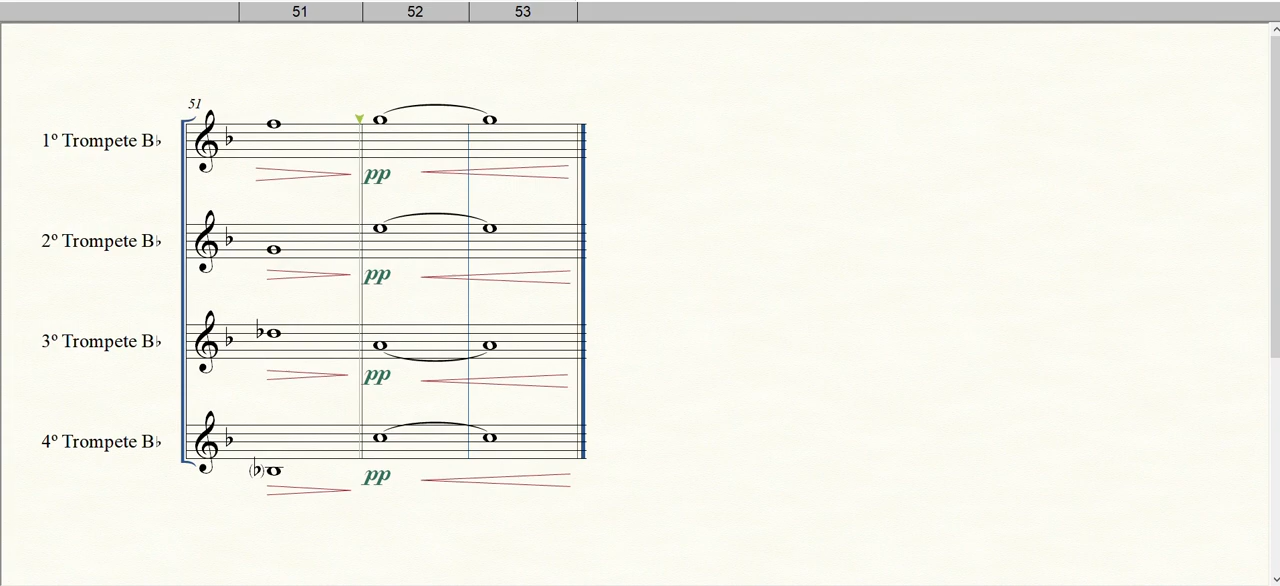 51 52 53
51
1º Trompete B♭
pp
2º Trompete B♭
pp
3º Trompete B♭
pp
4º Trompete B♭
pp